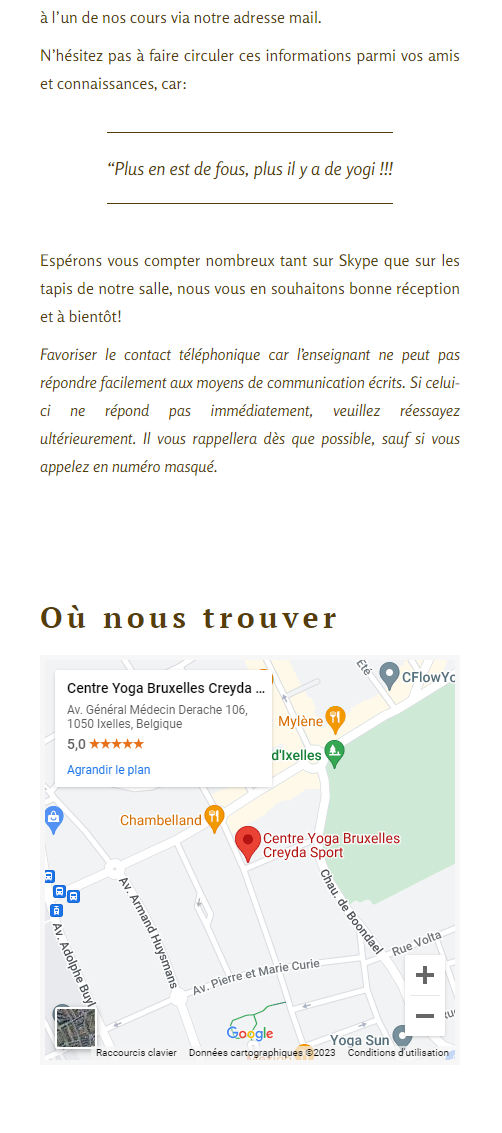 à l’un de nos cours via notre adresse mail.
N’hésitez pas à faire circuler ces informations parmi vos amis
et connaissances, car:
“Plus en est de fous, plus il y a de yogi !!!
Espérons vous compter nombreux tant sur Skype que sur les
tapis de notre salle, nous vous en souhaitons bonne réception
et à bientôt!
Favoriser le contact téléphonique car l’enseignant ne peut pas
répondre facilement aux moyens de communication écrits. Si celui-
ci ne répond pas immédiatement, veuillez réessayez
ultérieurement. Il vous rappellera dès que possible, sauf si vous
appelez en numéro masqué.
Où nous trouver
Centre Yoga Bruxelles Creyda ...
Av. Général Médecin Derache 106,
1050 Ixelles, Belgique
5,0
Agrandir le plan
Été
CFlowYo
Mylène
d'Ixelles
Chambelland
Centre Yoga Bruxelles
Creyda Sport
Av. Armand Huysmans
Chau. de Boondael
Av. Adolphe Buyl
Rue Volta
Av. Pierre et Marie Curie
Google
Yoga Sun
Raccourcis clavier
Données cartographiques ©2023
Conditions d'utilisation